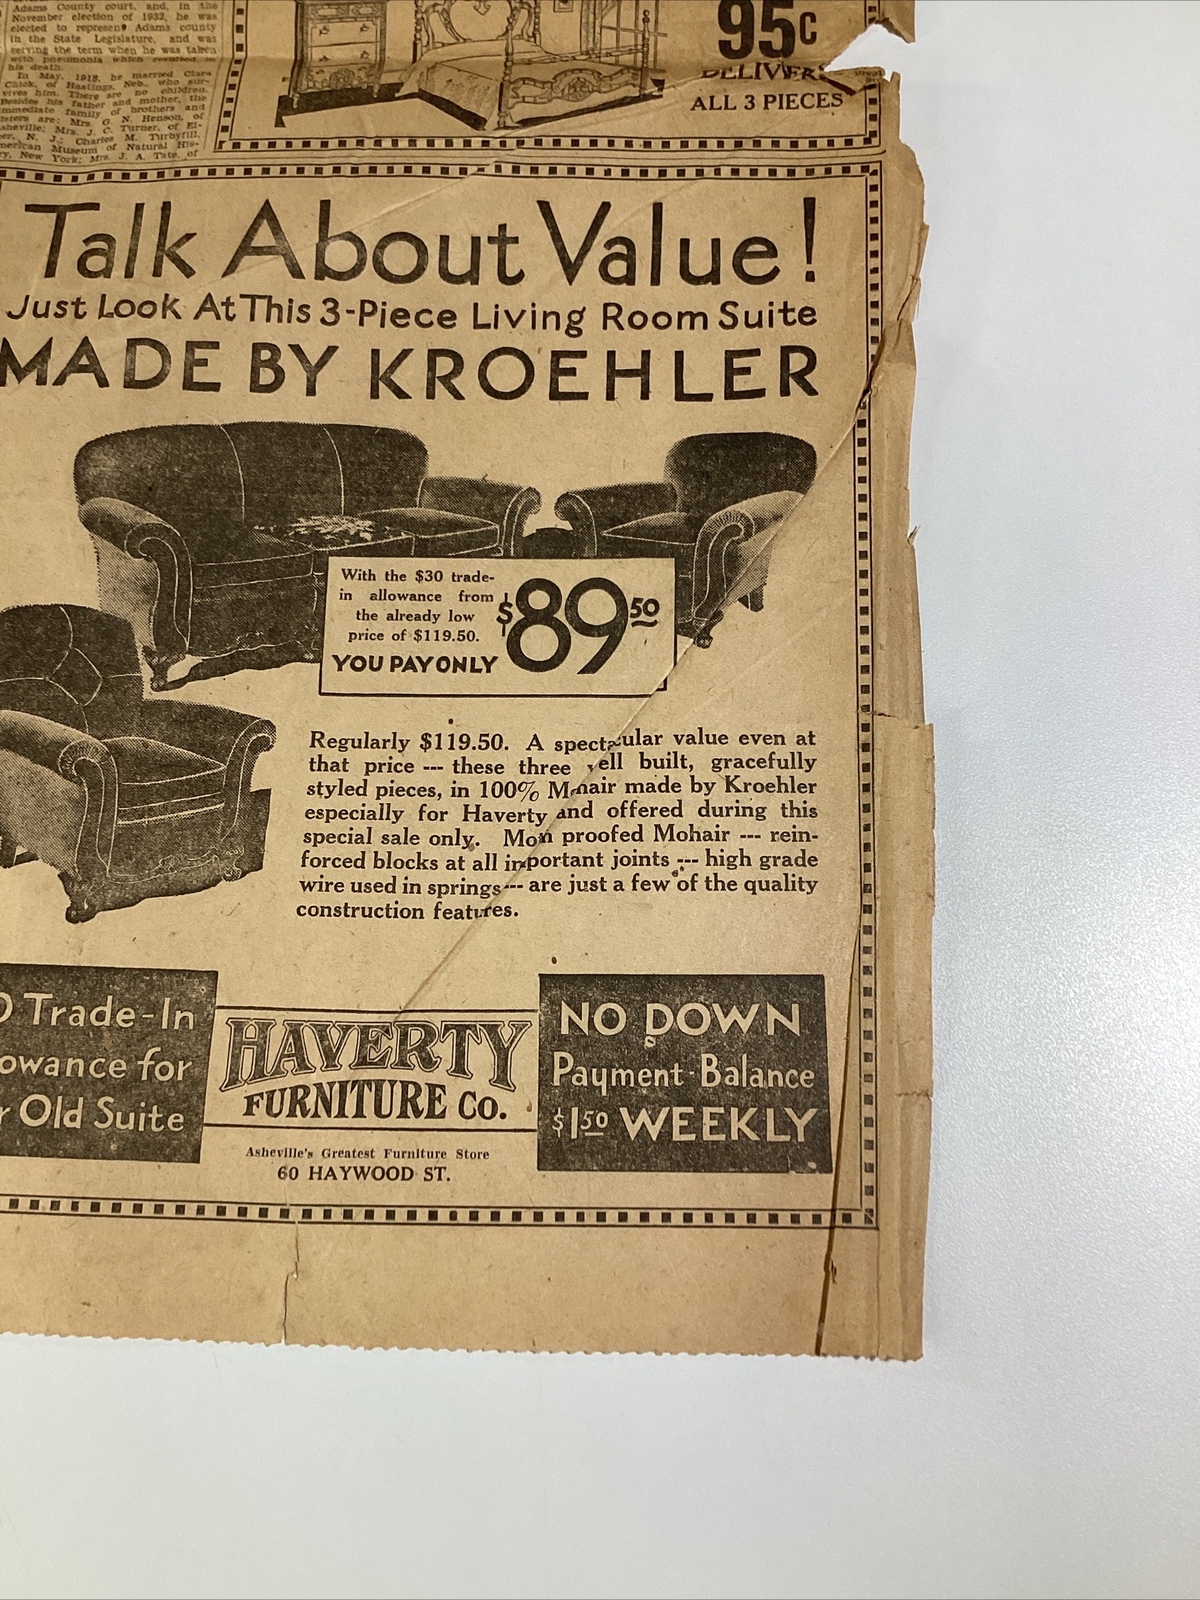 Adams County court, and, in the
November election of 1932, he was
elected to represent Adams county
in the State Legislature, and was
serving the term when he was taken
with pneumonia which resulted in
his death.
In May, 1918, he married Clara
Chick, of Hastings, Neb., who sur-
vives him. There are no children.
Besides his father and mother, the
immediate family of brothers and
isters are: Mrs. G. N. Henson, of
sheville; Mrs. J. C. Turner, of El-
er, N. J.; Charles M. Turbyfill,
merican Museum of Natural His-
ry, New York; Mrs. J. A. Tate, of
95c
DELIVERS
ALL 3 PIECES
Talk About Value!
Just Look At This 3-Piece Living Room Suite
MADE BY KROEHLER
With the $30 trade-
in allowance from
the already low
price of $119.50.
YOU PAY ONLY
$89.50
Regularly $119.50. A spectacular value even at
that price --- these three well built, gracefully
styled pieces, in 100% Mohair made by Kroehler
especially for Haverty and offered during this
special sale only. Moth proofed Mohair --- rein-
forced blocks at all important joints --- high grade
wire used in springs --- are just a few of the quality
construction features.
0 Trade-In
owance for
r Old Suite
HAVERTY
FURNITURE CO.
Asheville's Greatest Furniture Store
60 HAYWOOD ST.
NO DOWN
Payment-Balance
$1.50 WEEKLY